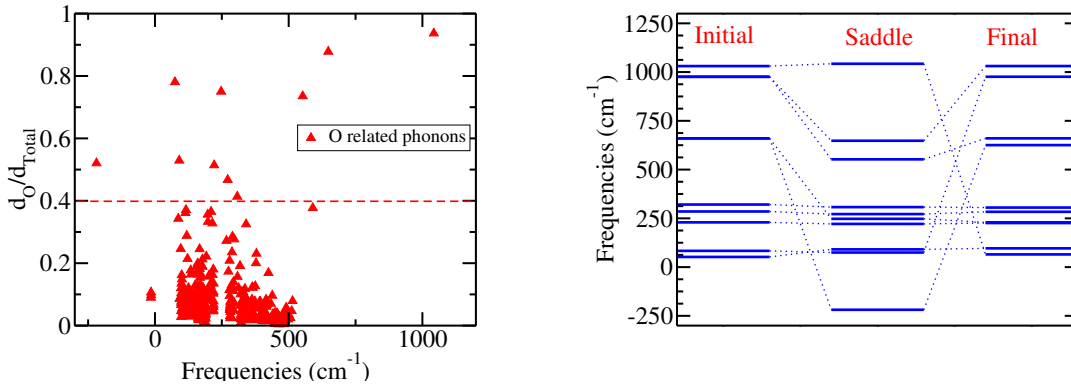 1
0.8
0.6
0.4
0.2
0
d_O/d_Total
O related phonons
0 500 1000
Frequencies (cm^-1)
1250
1000
750
500
250
0
-250
Frequencies (cm^-1)
Initial Saddle Final